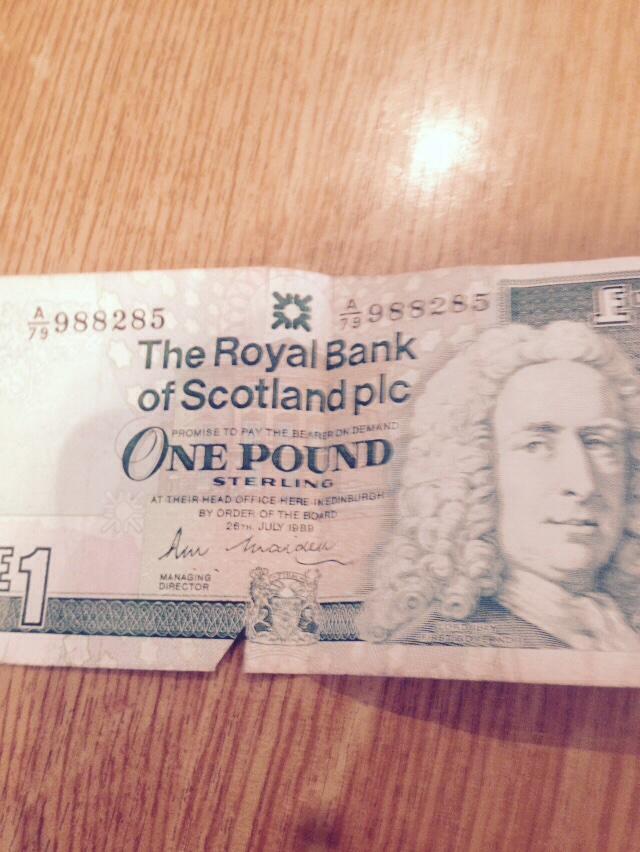 A/79 988285
A/79 988285
£
The Royal Bank
of Scotland plc
PROMISE TO PAY THE BEARER ON DEMAND
ONE POUND
STERLING
AT THEIR HEAD OFFICE HERE IN EDINBURGH
BY ORDER OF THE BOARD
26TH. JULY 1989
MANAGING
DIRECTOR
£1